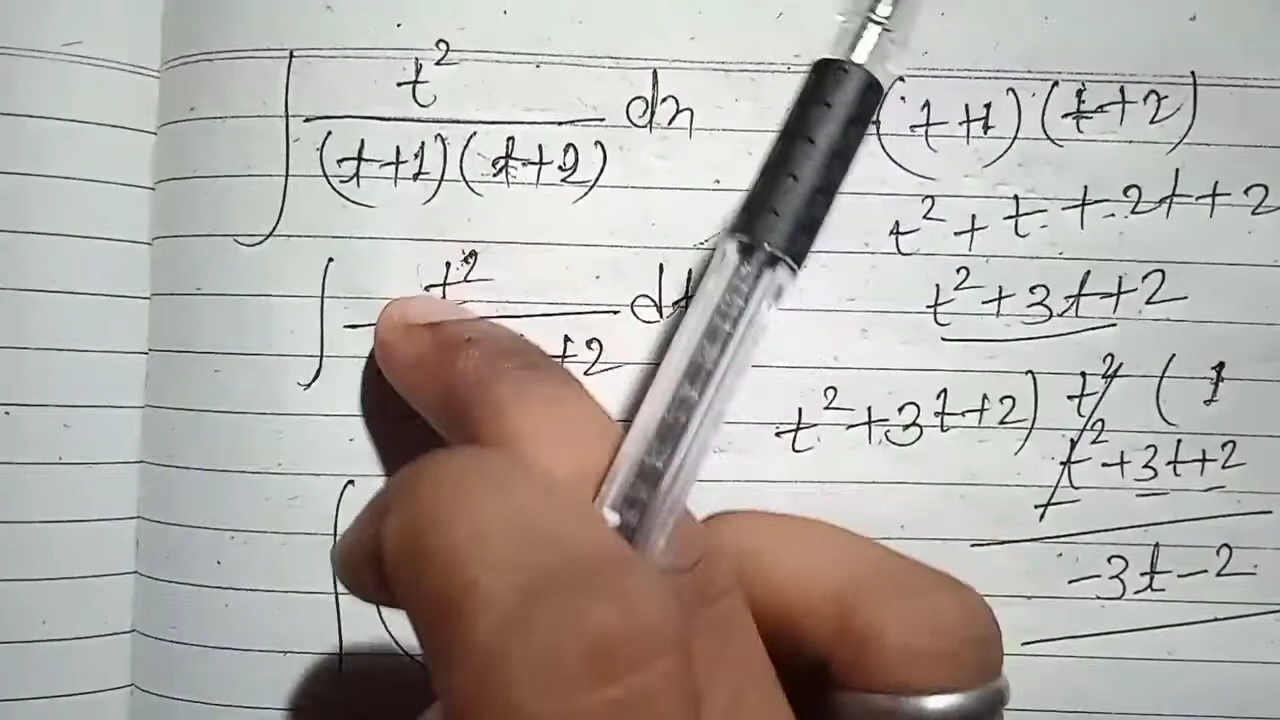 ∫ t² / (t+1)(t+2) dx
(t+1)(t+2)
t² + t + 2t + 2
∫ t² / +2 dt
t² + 3t + 2
t² + 3t + 2) t² ( 1
t² + 3t + 2
-3t - 2
∫ (